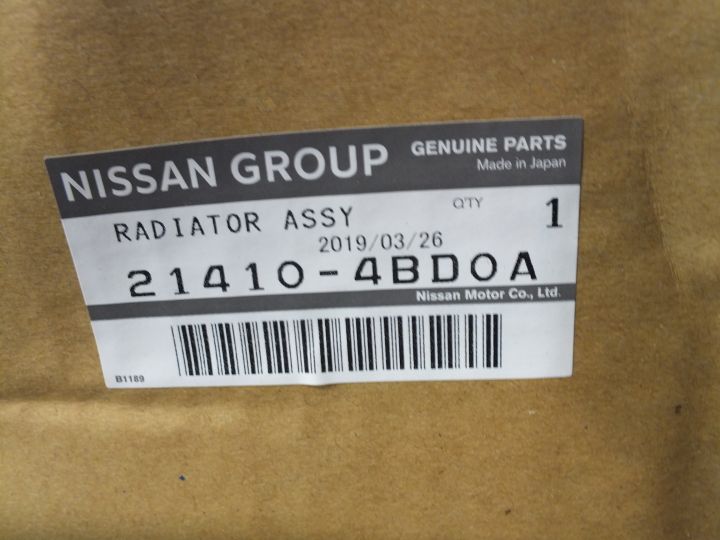 NISSAN GROUP
GENUINE PARTS
Made in Japan
RADIATOR ASSY
Q'TY
1
2019/03/26
21410-4BD0A
Nissan Motor Co., Ltd.
B1189